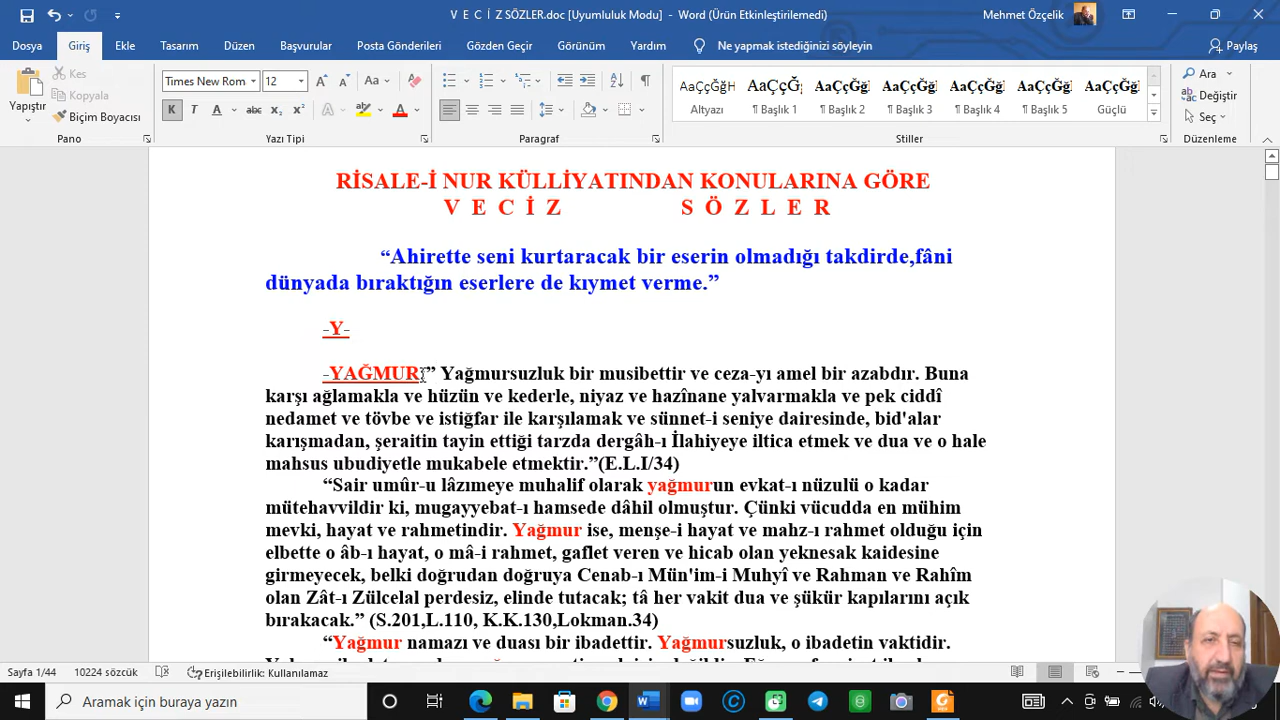 V E C İ Z SÖZLER.doc [Uyumluluk Modu] - Word (Ürün Etkinleştirilemedi)
Mehmet Özçelik
Dosya Giriş Ekle Tasarım Düzen Başvurular Posta Gönderileri Gözden Geçir Görünüm Yardım Ne yapmak istediğinizi söyleyin Paylaş
Yapıştır
Kes
Kopyala
Biçim Boyacısı
Pano
Times New Rom 12
Yazı Tipi
Paragraf
AaÇçĞğH AaÇçĞ AaÇçĞğ AaÇçĞğ AaÇçĞğ AaÇçĞğ AaÇçĞğH
Altyazı ¶ Başlık 1 ¶ Başlık 2 ¶ Başlık 3 ¶ Başlık 4 ¶ Başlık 5 Güçlü
Stiller
Ara
Değiştir
Seç
Düzenleme
RİSALE-İ NUR KÜLLİYATINDAN KONULARINA GÖRE
V E C İ Z S Ö Z L E R
“Ahirette seni kurtaracak bir eserin olmadığı takdirde,fâni
dünyada bıraktığın eserlere de kıymet verme.”
-Y-
-YAĞMUR:” Yağmursuzluk bir musibettir ve ceza-yı amel bir azabdır. Buna
karşı ağlamakla ve hüzün ve kederle, niyaz ve hazînane yalvarmakla ve pek ciddî
nedamet ve tövbe ve istiğfar ile karşılamak ve sünnet-i seniye dairesinde, bid'alar
karışmadan, şeraitin tayin ettiği tarzda dergâh-ı İlahiyeye iltica etmek ve dua ve o hale
mahsus ubudiyetle mukabele etmektir.”(E.L.I/34)
“Sair umûr-u lâzımeye muhalif olarak yağmurun evkat-ı nüzulü o kadar
mütehavvildir ki, mugayyebat-ı hamsede dâhil olmuştur. Çünki vücudda en mühim
mevki, hayat ve rahmetindir. Yağmur ise, menşe-i hayat ve mahz-ı rahmet olduğu için
elbette o âb-ı hayat, o mâ-i rahmet, gaflet veren ve hicab olan yeknesak kaidesine
girmeyecek, belki doğrudan doğruya Cenab-ı Mün'im-i Muhyî ve Rahman ve Rahîm
olan Zât-ı Zülcelal perdesiz, elinde tutacak; tâ her vakit dua ve şükür kapılarını açık
bırakacak.” (S.201,L.110, K.K.130,Lokman.34)
“Yağmur namazı ve duası bir ibadettir. Yağmursuzluk, o ibadetin vaktidir.
Sayfa 1/44 10224 sözcük Erişilebilirlik: Kullanılamaz
Aramak için buraya yazın